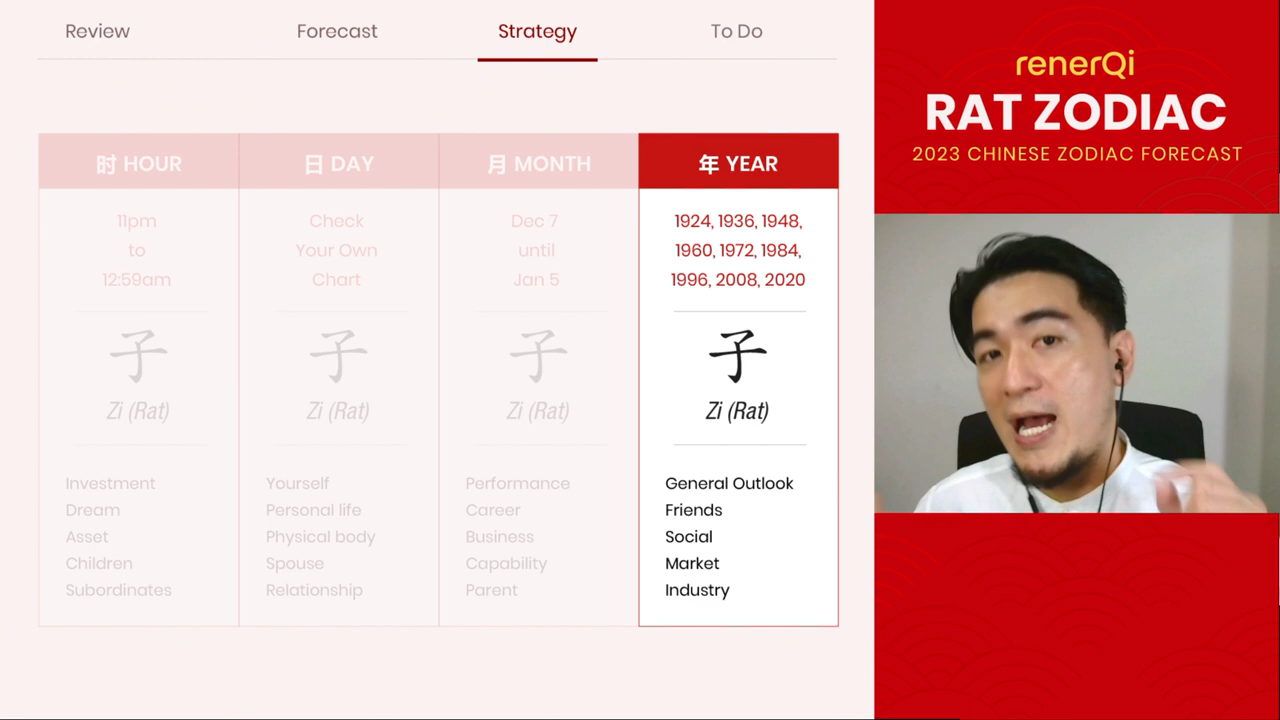 Review
Forecast
Strategy
To Do
时 HOUR
11pm
to
12:59am
子
Zi (Rat)
Investment
Dream
Asset
Children
Subordinates
日 DAY
Check
Your Own
Chart
子
Zi (Rat)
Yourself
Personal life
Physical body
Spouse
Relationship
月 MONTH
Dec 7
until
Jan 5
子
Zi (Rat)
Performance
Career
Business
Capability
Parent
年 YEAR
1924, 1936, 1948,
1960, 1972, 1984,
1996, 2008, 2020
子
Zi (Rat)
General Outlook
Friends
Social
Market
Industry
renerQi
RAT ZODIAC
2023 CHINESE ZODIAC FORECAST